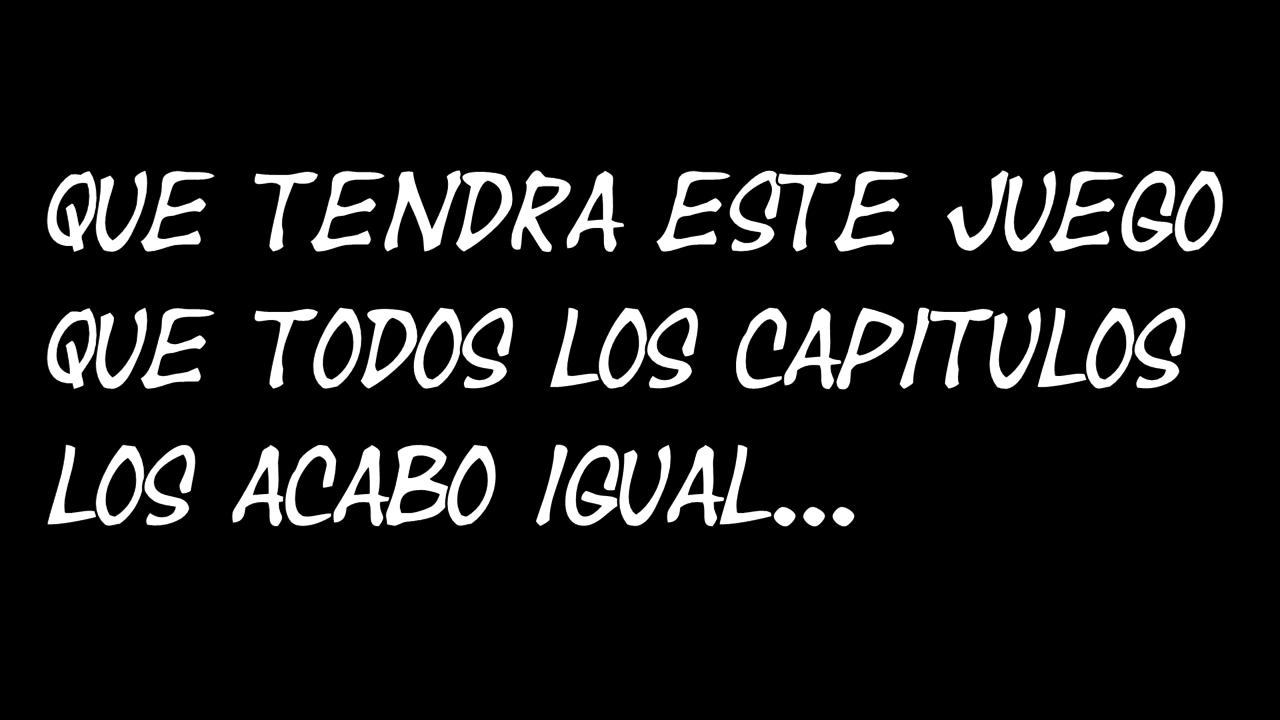 QUE TENDRA ESTE JUEGO
QUE TODOS LOS CAPITULOS
LOS ACABO IGUAL...